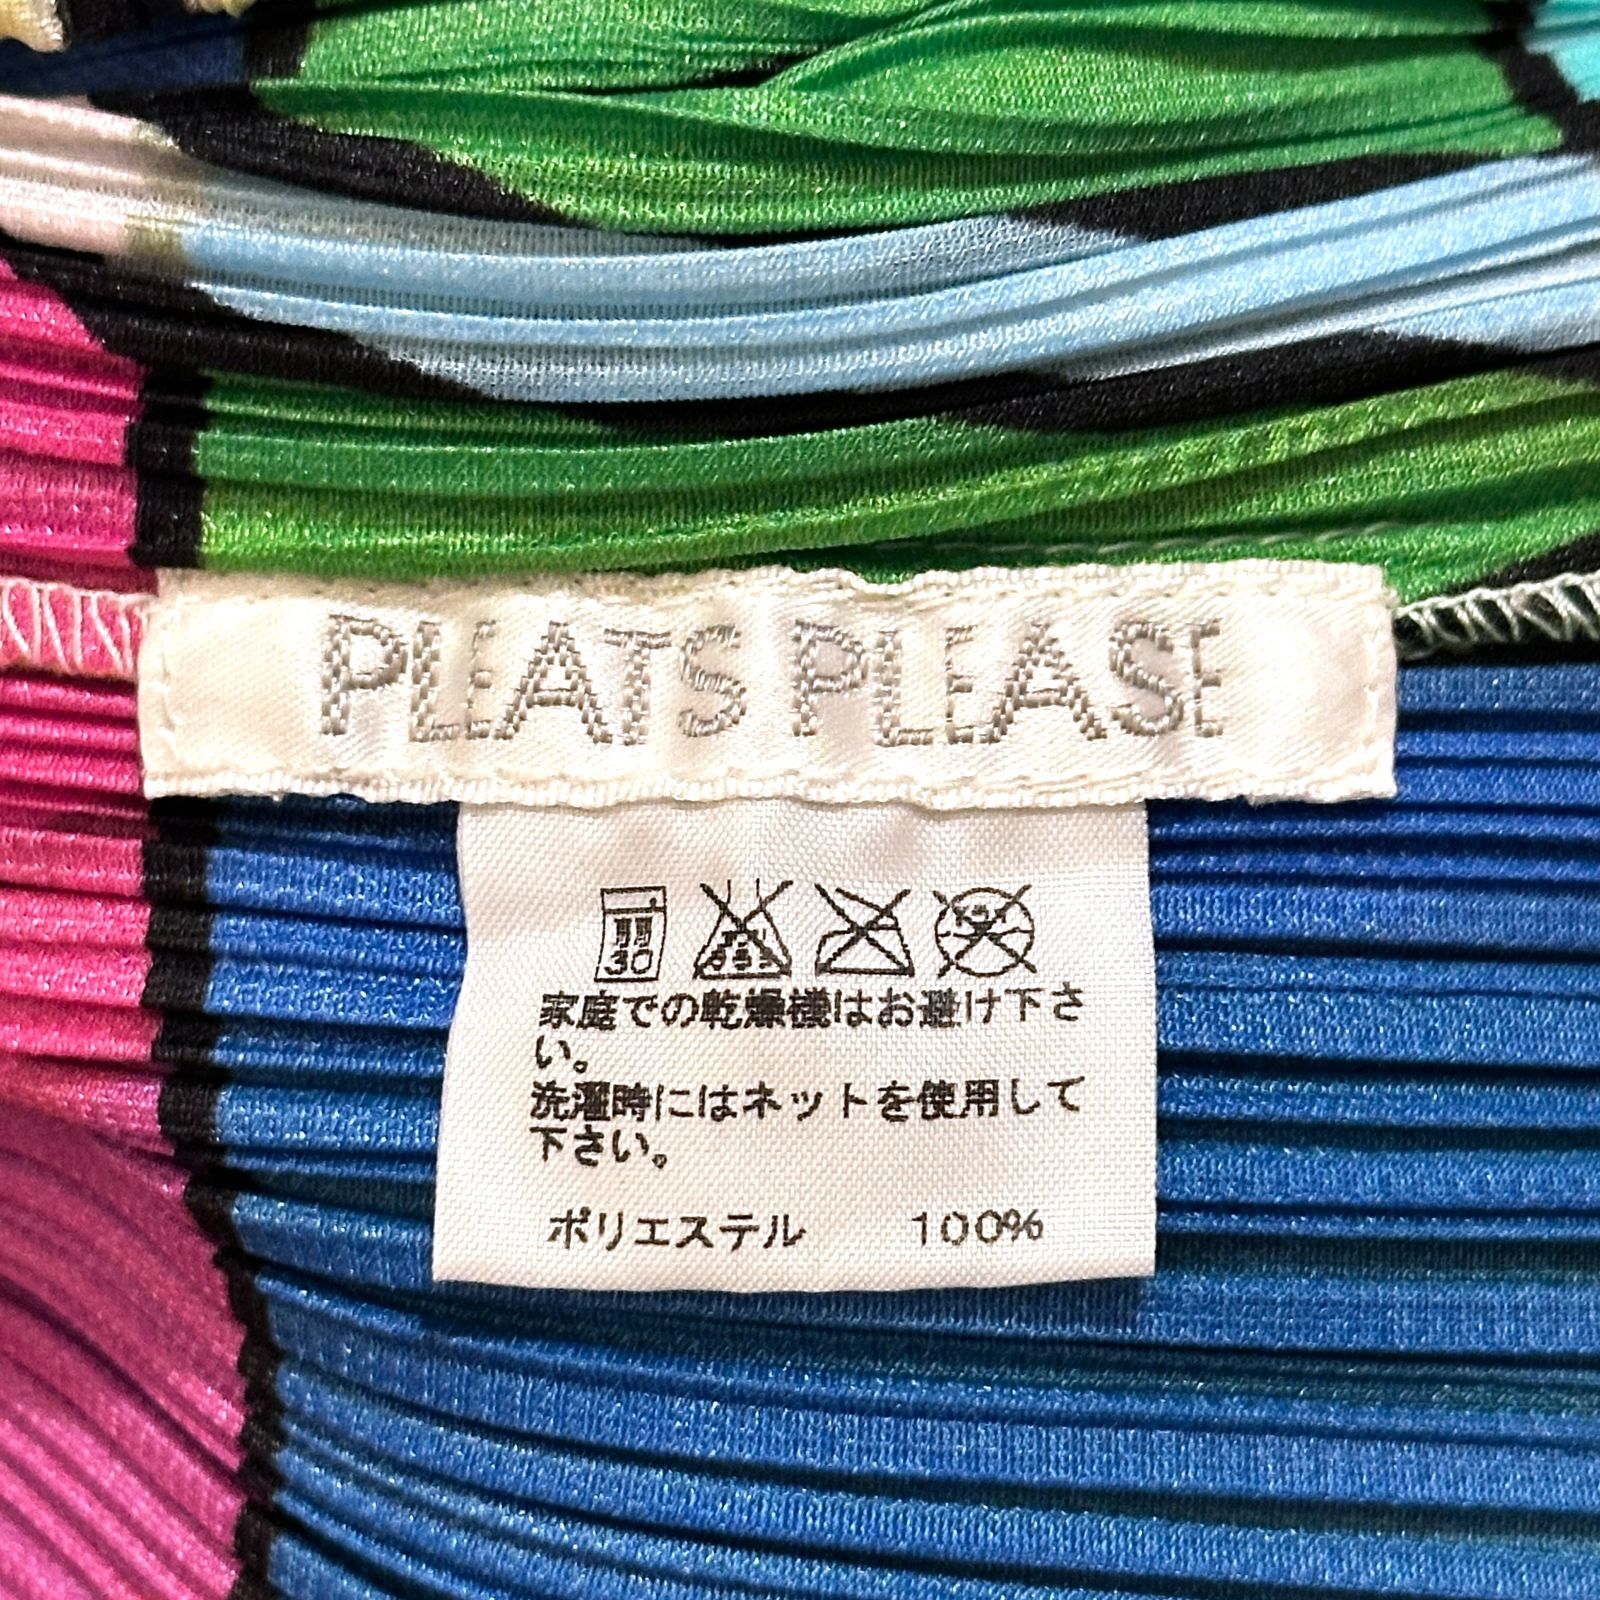 PLEATS PLEASE
30
家庭での乾燥機はお避け下さ
い。
洗濯時にはネットを使用して
下さい。
ポリエステル 100%